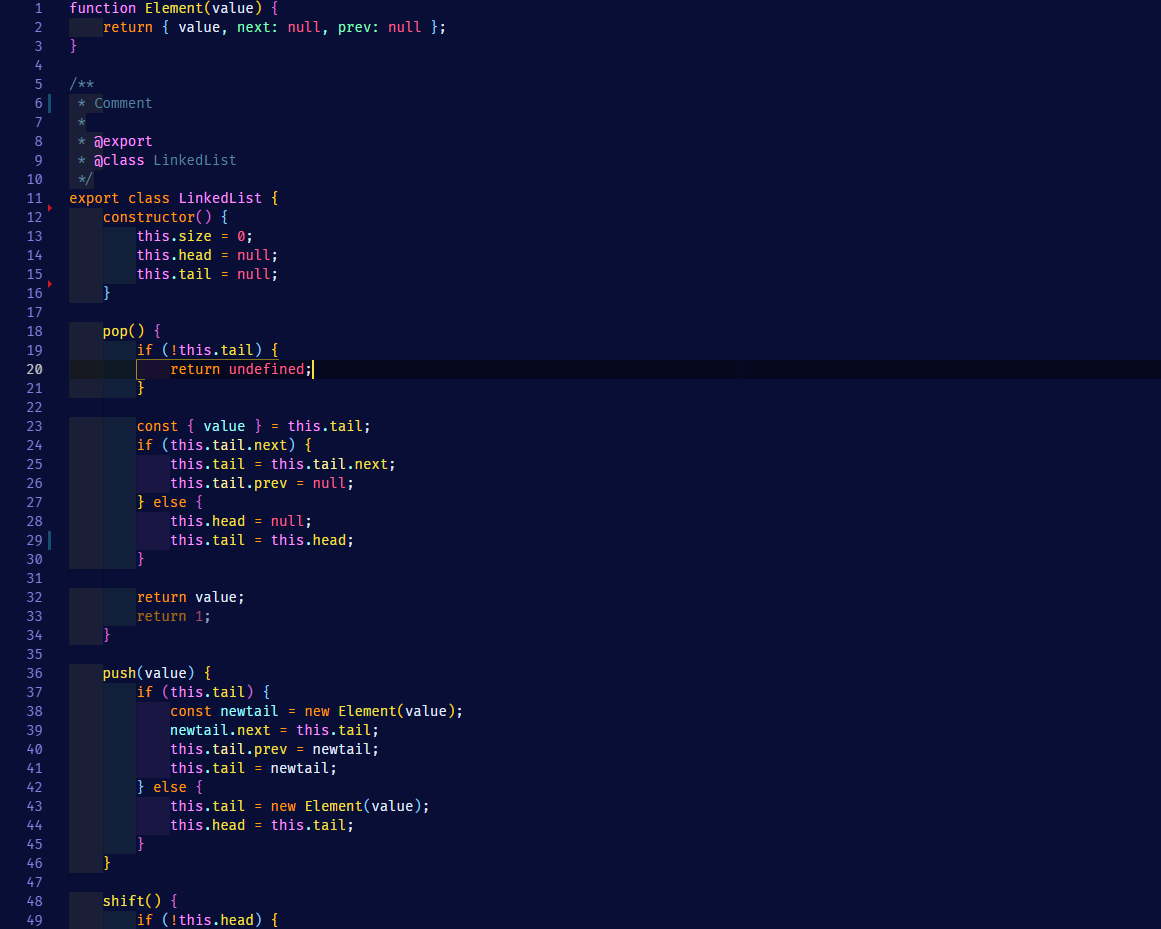 1 function Element(value) {
2     return { value, next: null, prev: null };
3 }
4
5 /**
6  * Comment
7  *
8  * @export
9  * @class LinkedList
10  */
11 export class LinkedList {
12     constructor() {
13         this.size = 0;
14         this.head = null;
15         this.tail = null;
16     }
17
18     pop() {
19         if (!this.tail) {
20             return undefined;
21         }
22
23         const { value } = this.tail;
24         if (this.tail.next) {
25             this.tail = this.tail.next;
26             this.tail.prev = null;
27         } else {
28             this.head = null;
29             this.tail = this.head;
30         }
31
32         return value;
33         return 1;
34     }
35
36     push(value) {
37         if (this.tail) {
38             const newtail = new Element(value);
39             newtail.next = this.tail;
40             this.tail.prev = newtail;
41             this.tail = newtail;
42         } else {
43             this.tail = new Element(value);
44             this.head = this.tail;
45         }
46     }
47
48     shift() {
49         if (!this.head) {